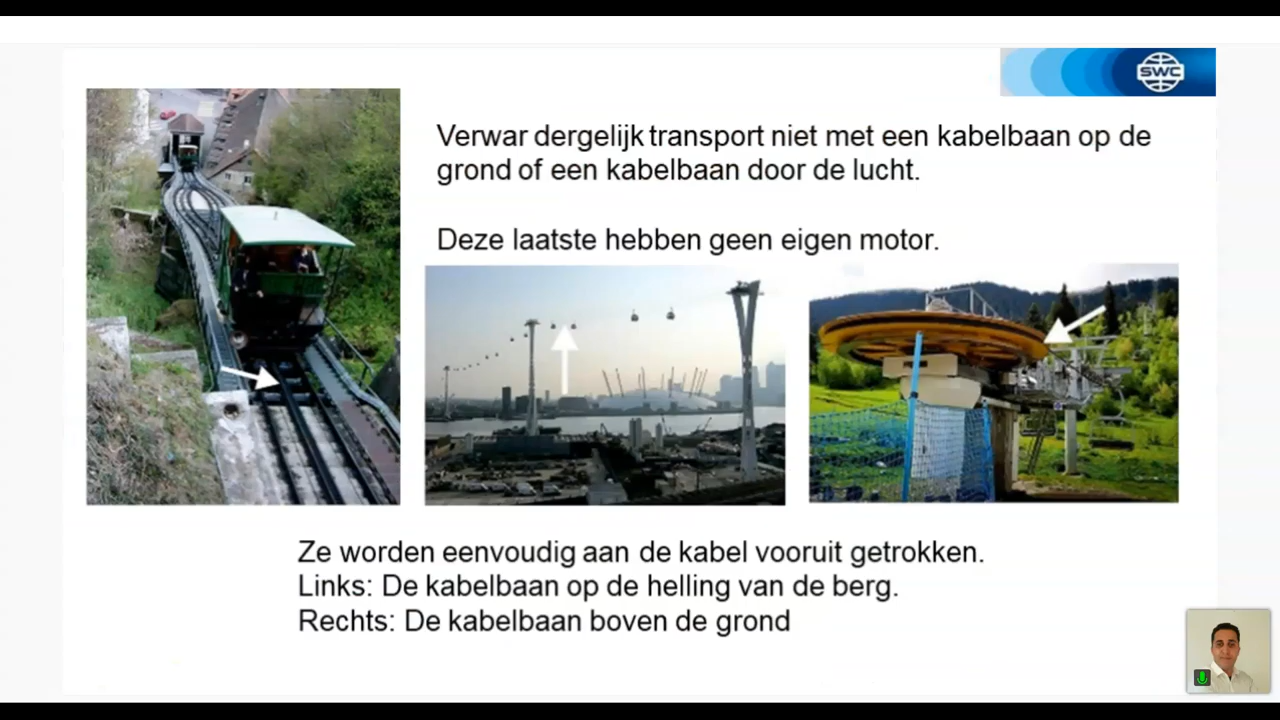 SWC
Verwar dergelijk transport niet met een kabelbaan op de
grond of een kabelbaan door de lucht.
Deze laatste hebben geen eigen motor.
Ze worden eenvoudig aan de kabel vooruit getrokken.
Links: De kabelbaan op de helling van de berg.
Rechts: De kabelbaan boven de grond